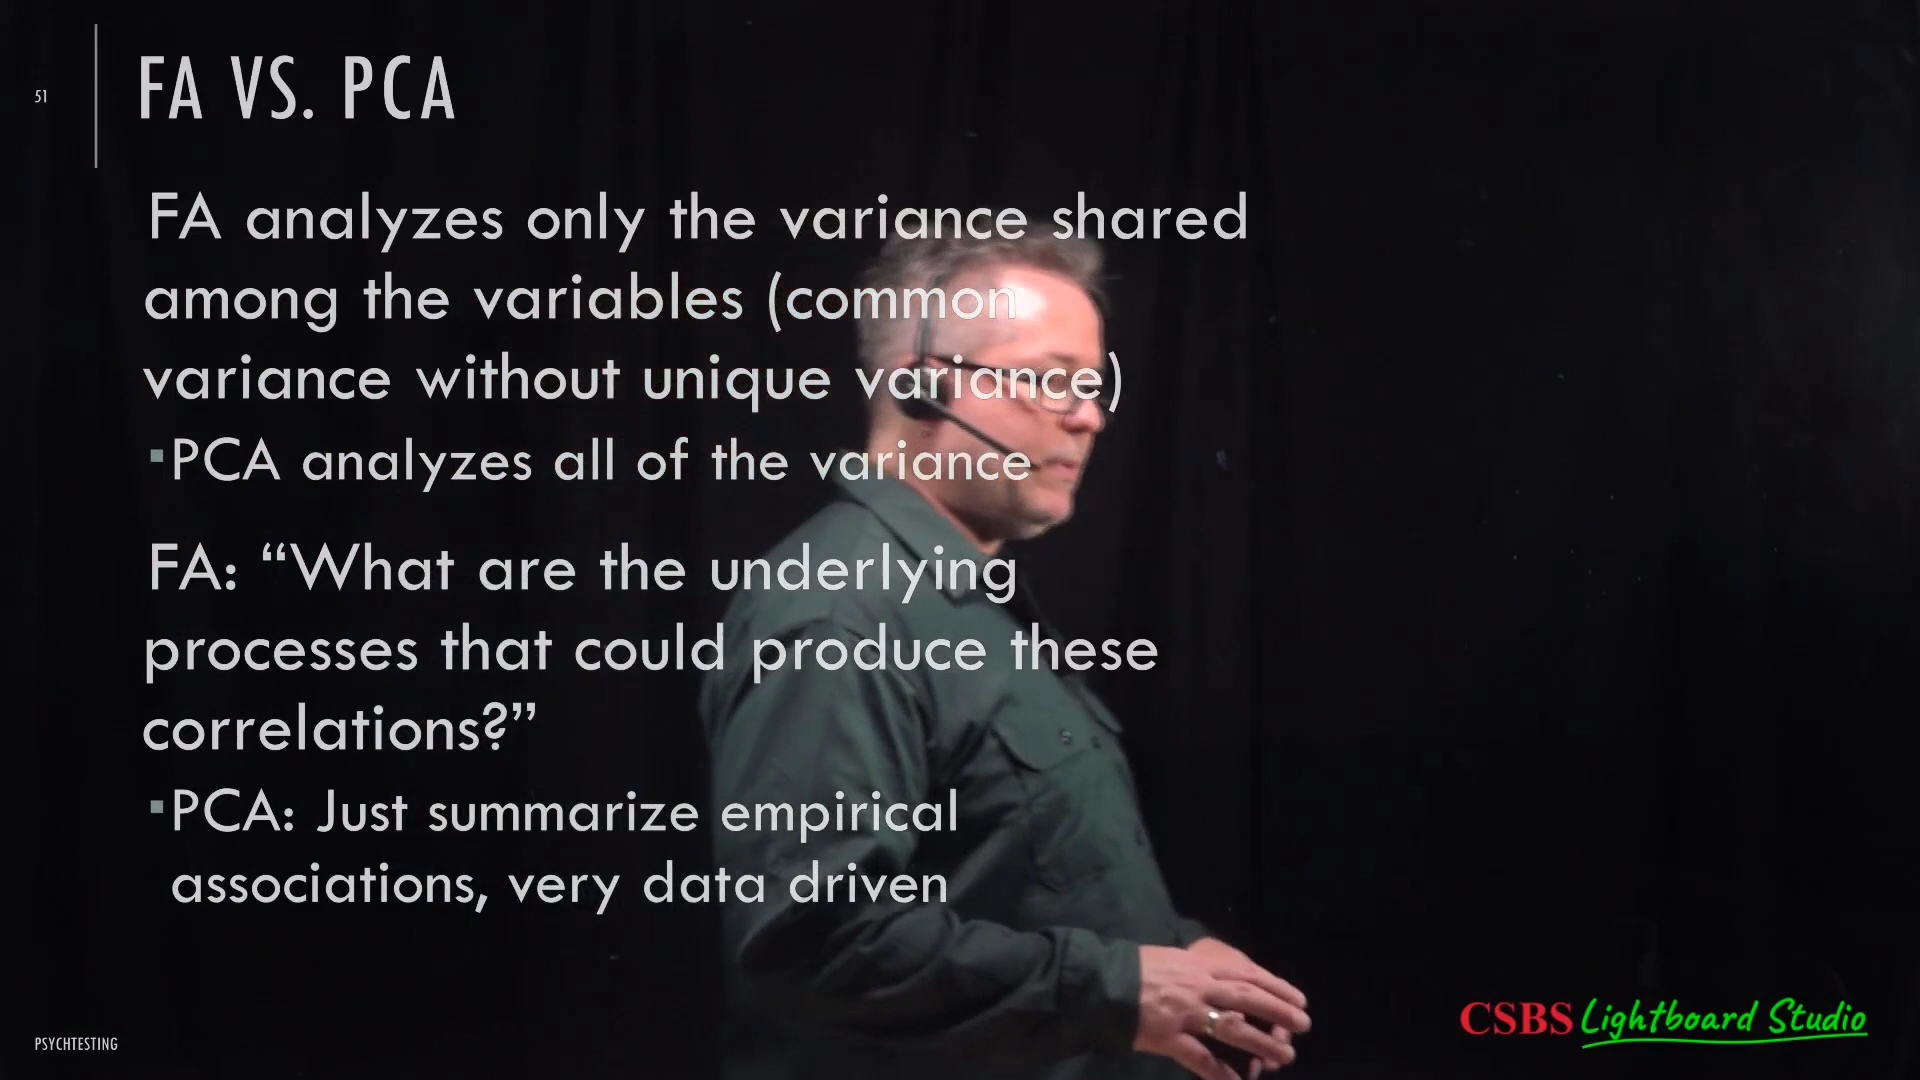 51
FA VS. PCA
FA analyzes only the variance shared
among the variables (common
variance without unique variance)
▪PCA analyzes all of the variance
FA: “What are the underlying
processes that could produce these
correlations?”
▪PCA: Just summarize empirical
associations, very data driven
PSYCHTESTING
CSBS Lightboard Studio